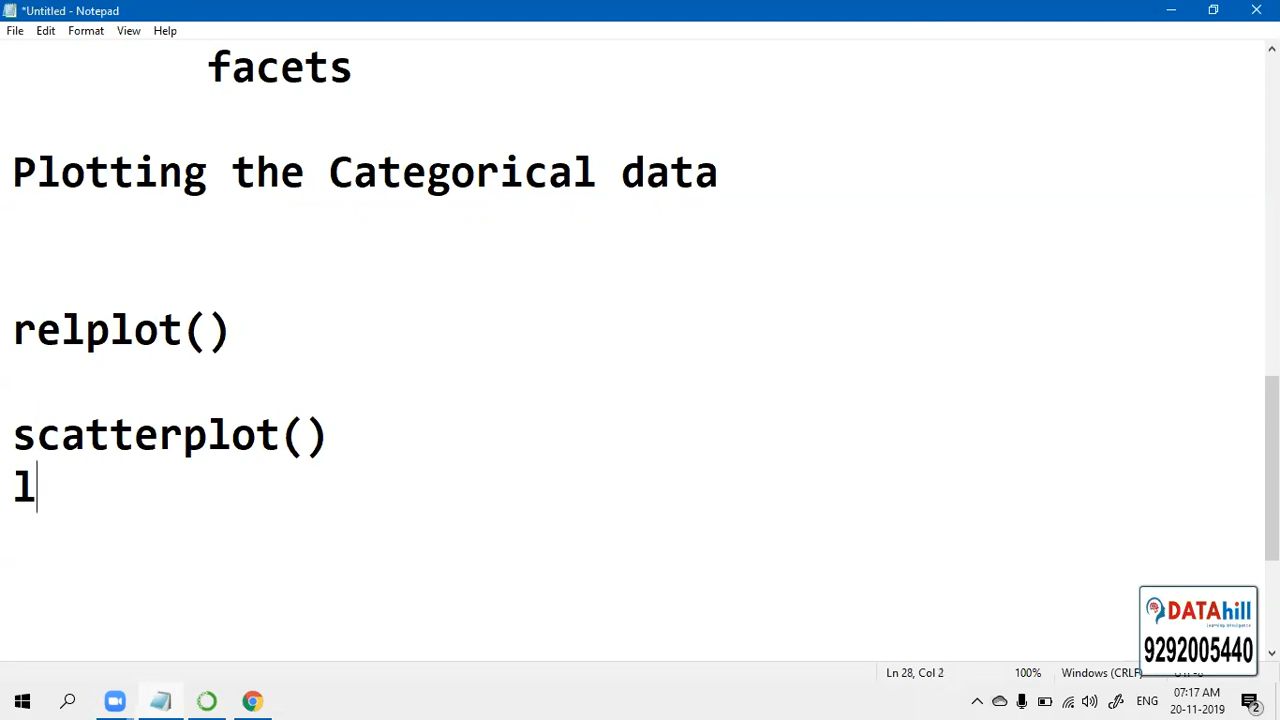 *Untitled - Notepad
File Edit Format View Help
facets
Plotting the Categorical data
relplot()
scatterplot()
l
DATAhill
9292005440
Ln 28, Col 2 100% Windows (CRLF)
ENG 07:17 AM
20-11-2019 2